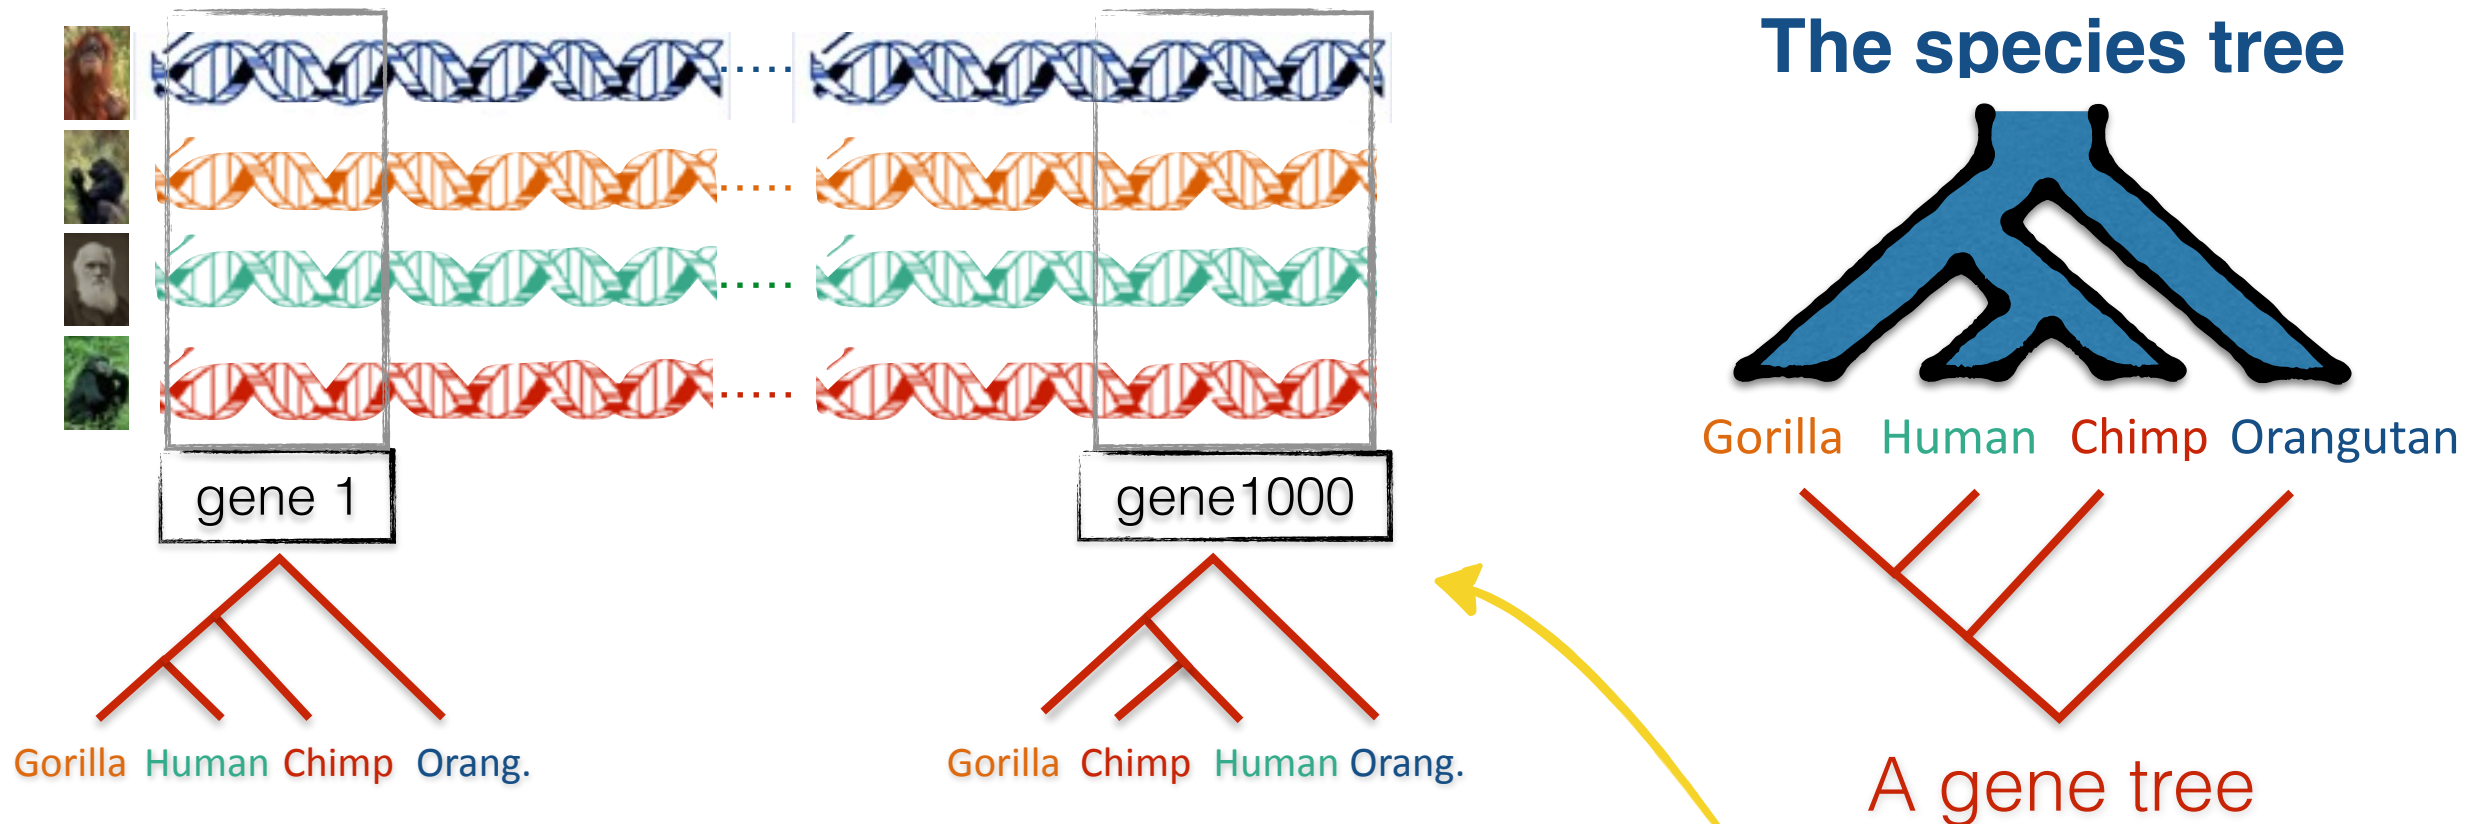 The species tree
Gorilla Human Chimp Orangutan
gene 1
gene1000
Gorilla Human Chimp Orang.
Gorilla Chimp Human Orang.
A gene tree